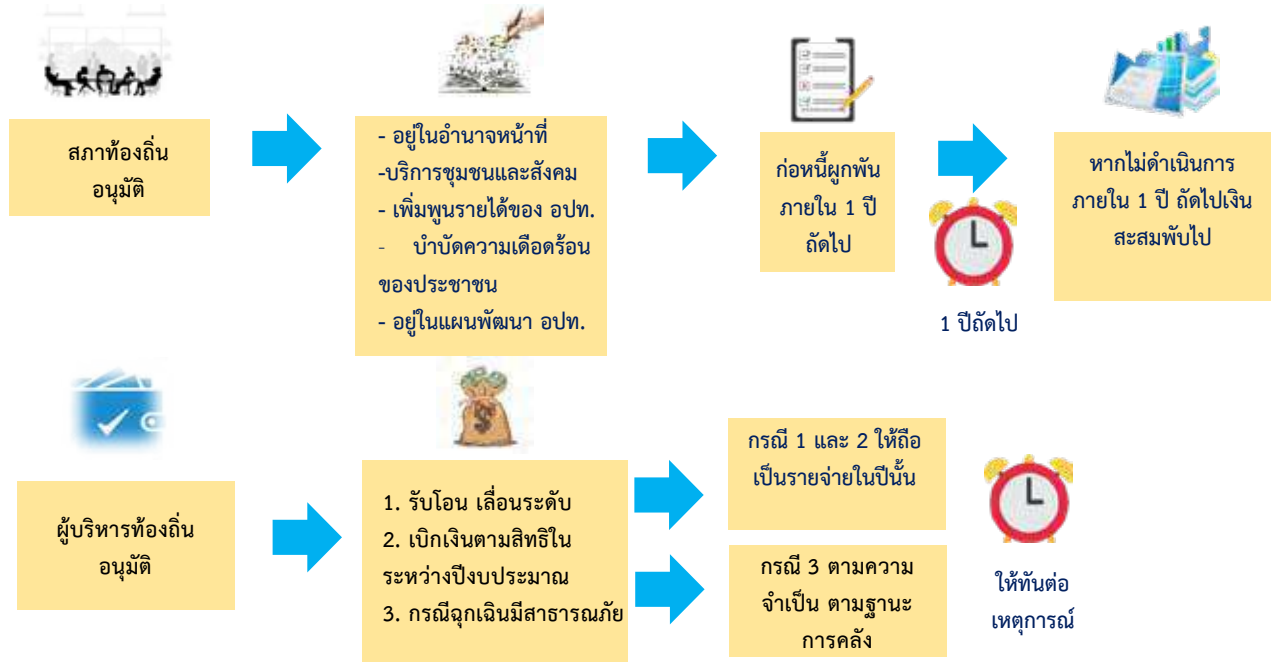 สภาท้องถิ่น
อนุมัติ
- อยู่ในอำนาจหน้าที่
-บริการชุมชนและสังคม
- เพิ่มพูนรายได้ของ อปท.
- บำบัดความเดือดร้อน
ของประชาชน
- อยู่ในแผนพัฒนา อปท.
ก่อหนี้ผูกพัน
ภายใน 1 ปี
ถัดไป
1 ปีถัดไป
หากไม่ดำเนินการ
ภายใน 1 ปี ถัดไปเงิน
สะสมพับไป
ผู้บริหารท้องถิ่น
อนุมัติ
1. รับโอน เลื่อนระดับ
2. เบิกเงินตามสิทธิใน
ระหว่างปีงบประมาณ
3. กรณีฉุกเฉินมีสาธารณภัย
กรณี 1 และ 2 ให้ถือ
เป็นรายจ่ายในปีนั้น
กรณี 3 ตามความ
จำเป็น ตามฐานะ
การคลัง
ให้ทันต่อ
เหตุการณ์